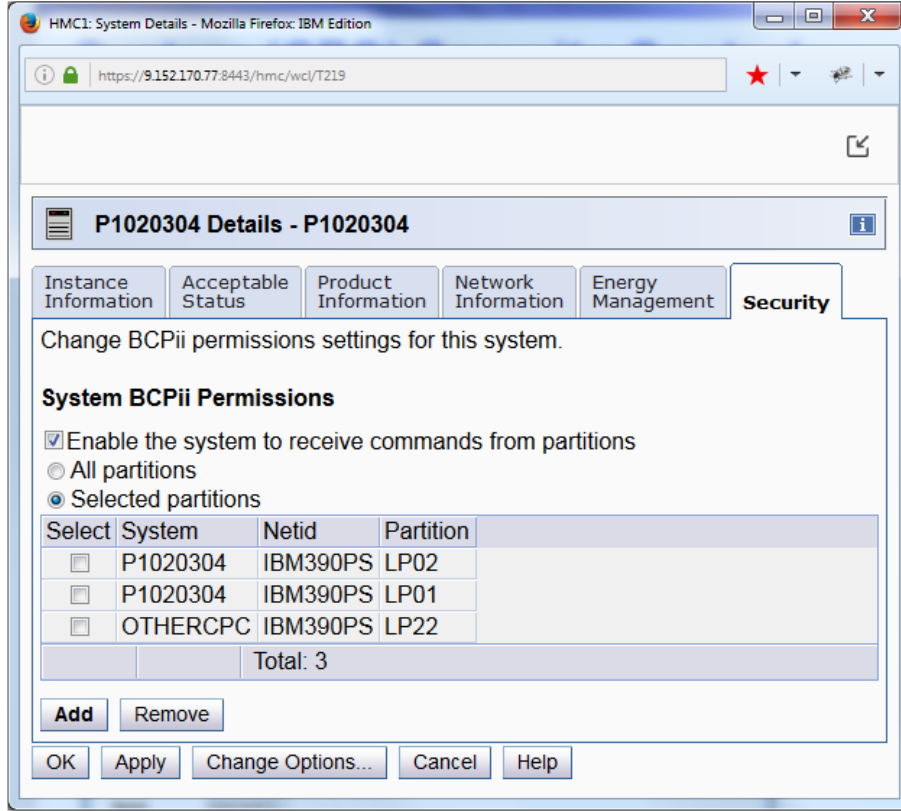 HMC1: System Details - Mozilla Firefox: IBM Edition
https://9.152.170.77:8443/hmc/wcl/T219
P1020304 Details - P1020304
Instance Information Acceptable Status Product Information Network Information Energy Management Security
Change BCPii permissions settings for this system.
System BCPii Permissions
Enable the system to receive commands from partitions
All partitions
Selected partitions
Select System Netid Partition
P1020304 IBM390PS LP02
P1020304 IBM390PS LP01
OTHERCPC IBM390PS LP22
Total: 3
Add Remove
OK Apply Change Options... Cancel Help